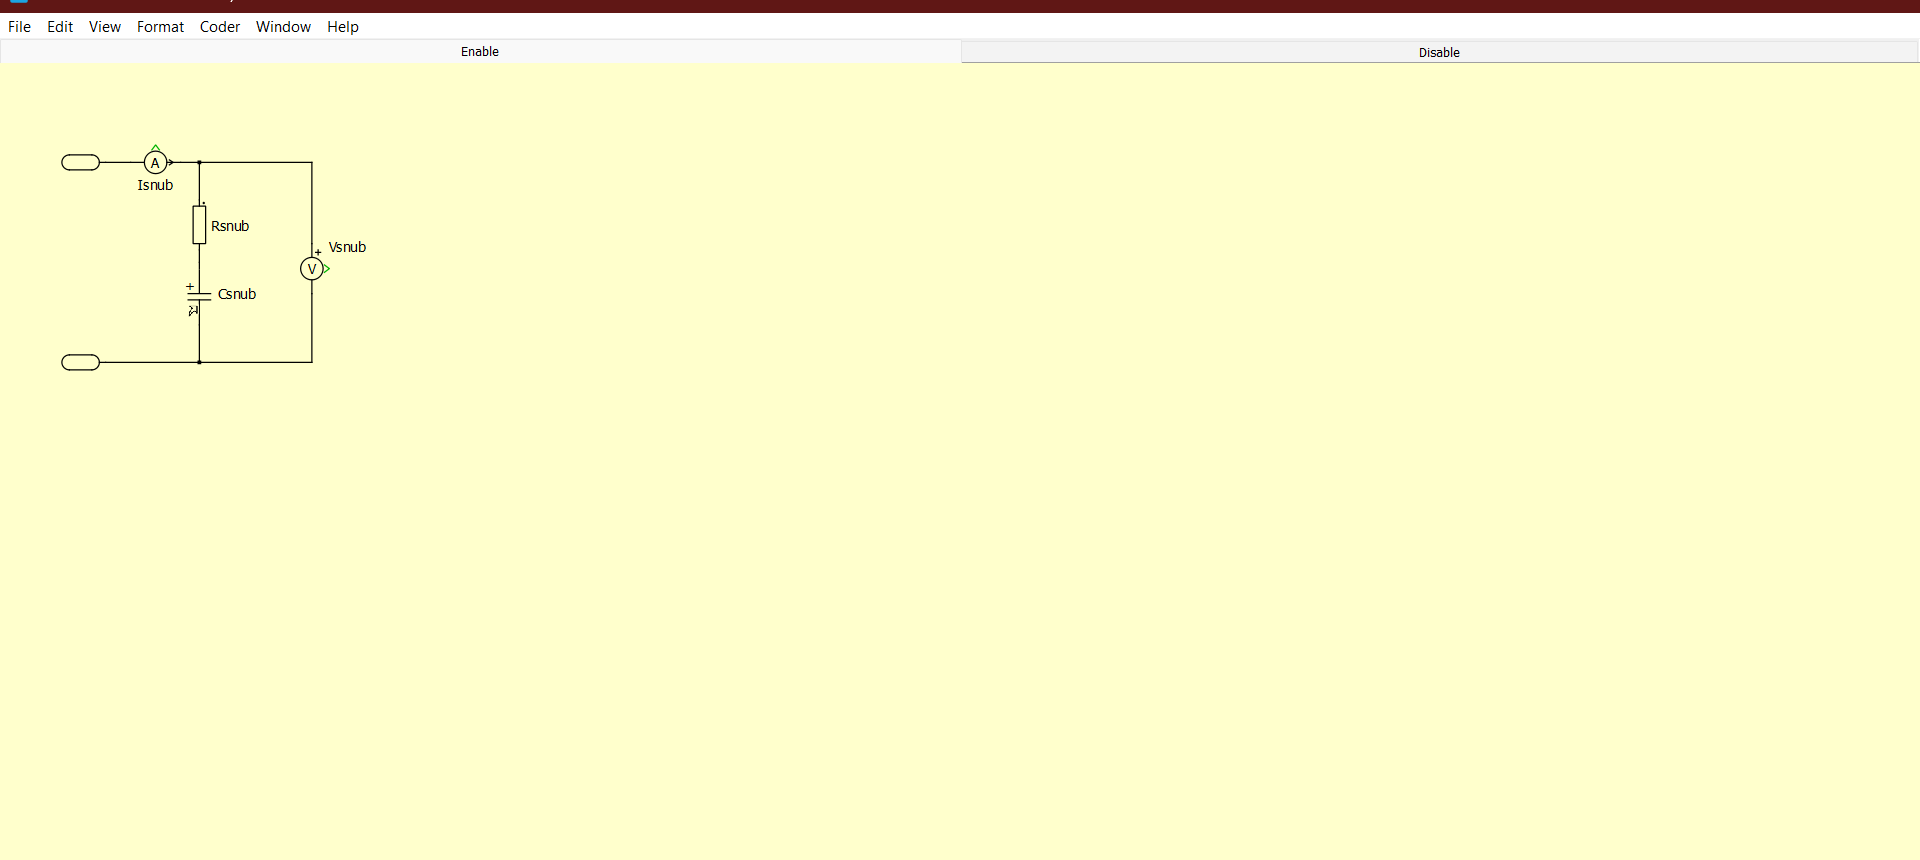 File Edit View Format Coder Window Help
Enable Disable
A
Isnub
Rsnub
+ Vsnub
V
+ Csnub